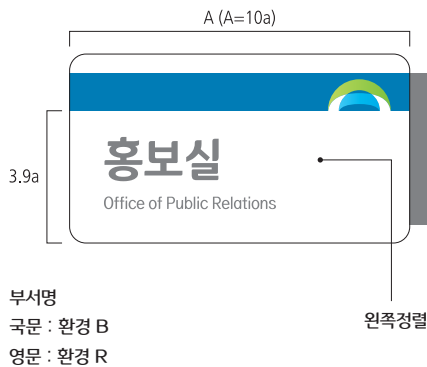 A (A=10a)
3.9a
홍보실
Office of Public Relations
왼쪽정렬
부서명
국문 : 환경 B
영문 : 환경 R